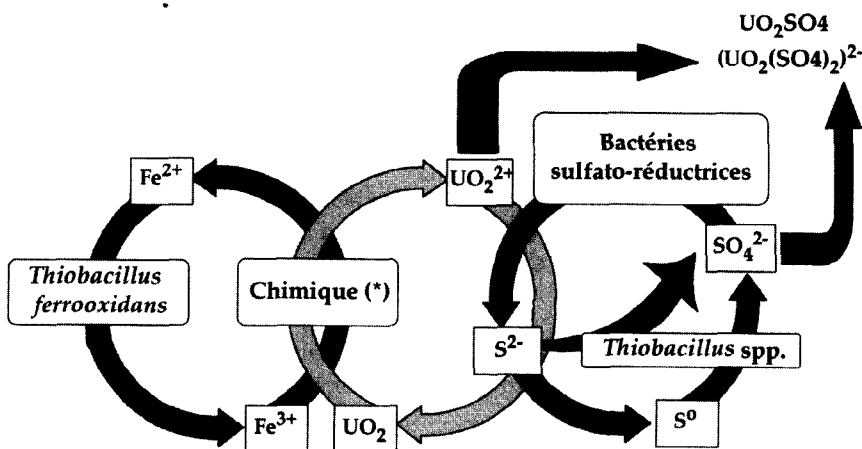 UO₂SO4
(UO₂(SO4)₂)²⁻
Bactéries
sulfato-réductrices
Fe²⁺
UO₂²⁺
SO₄²⁻
Thiobacillus
ferrooxidans
Chimique (*)
S²⁻
Thiobacillus spp.
Fe³⁺
UO₂
S⁰